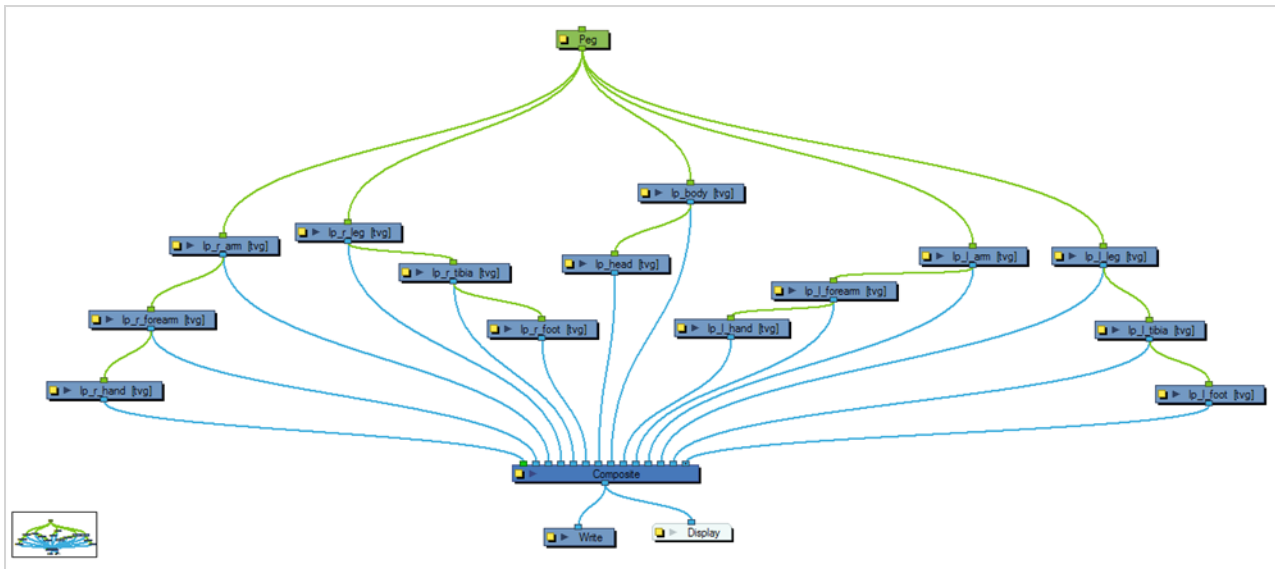 Peg
lp_body [tvg]
lp_r_leg [tvg]
lp_r_arm [tvg]
lp_l_arm [tvg]
lp_l_leg [tvg]
lp_head [tvg]
lp_r_tibia [tvg]
lp_l_forearm [tvg]
lp_r_forearm [tvg]
lp_r_foot [tvg]
lp_l_hand [tvg]
lp_l_tibia [tvg]
lp_r_hand [tvg]
lp_l_foot [tvg]
Composite
Write
Display